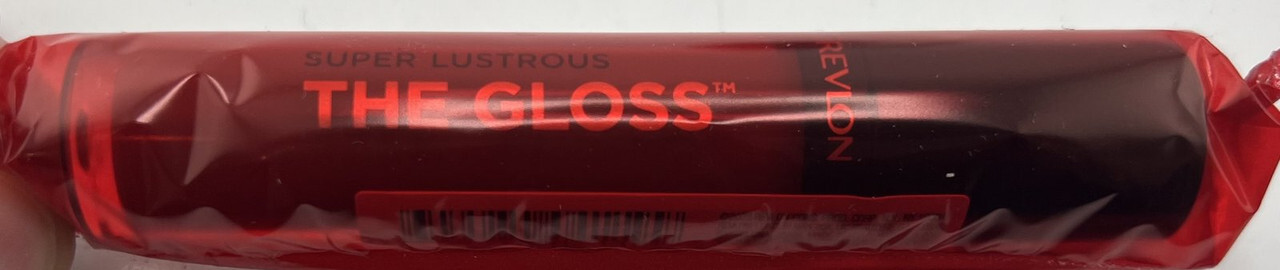 SUPER LUSTROUS
THE GLOSS™
REVLON